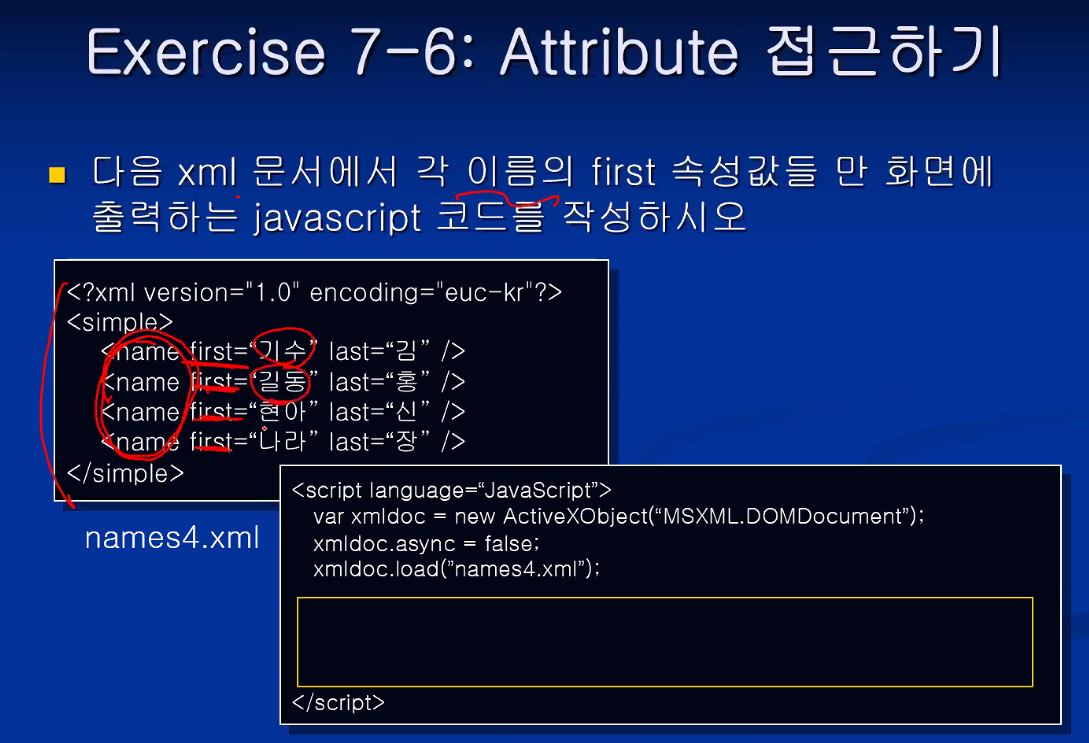 Exercise 7-6: Attribute 접근하기
다음 xml 문서에서 각 이름의 first 속성값들 만 화면에
출력하는 javascript 코드를 작성하시오
<?xml version="1.0" encoding="euc-kr"?>
<simple>
<name first=“기수” last=“김” />
<name first=“길동” last=“홍” />
<name first=“현아” last=“신” />
<name first=“나라” last=“장” />
</simple>
names4.xml
<script language=“JavaScript”>
var xmldoc = new ActiveXObject(“MSXML.DOMDocument”);
xmldoc.async = false;
xmldoc.load(”names4.xml”);
</script>